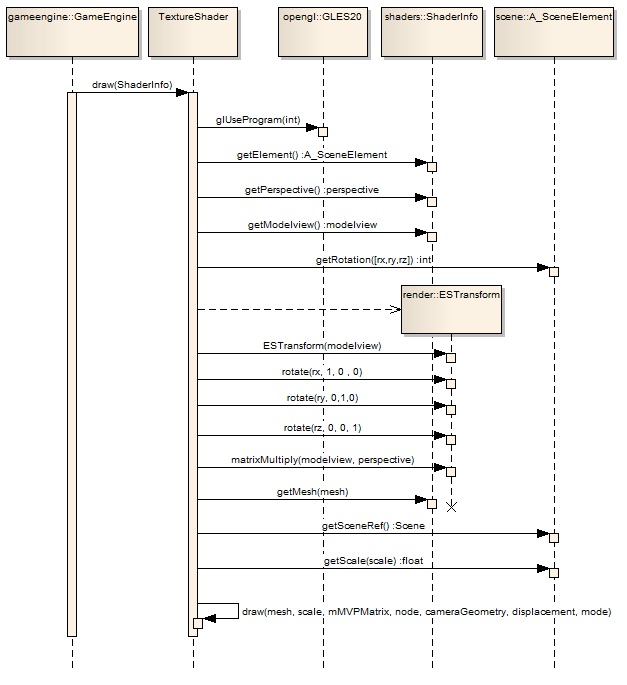 gameengine::GameEngine
TextureShader
opengl::GLES20
shaders::ShaderInfo
scene::A_SceneElement
draw(ShaderInfo)
glUseProgram(int)
getElement() :A_SceneElement
getPerspective() :perspective
getModelview() :modelview
getRotation([rx,ry,rz]) :int
render::ESTransform
ESTransform(modelview)
rotate(rx, 1, 0 , 0)
rotate(ry, 0,1,0)
rotate(rz, 0, 0, 1)
matrixMultiply(modelview, perspective)
getMesh(mesh)
getSceneRef() :Scene
getScale(scale) :float
draw(mesh, scale, mMVPMatrix, node, cameraGeometry, displacement, mode)